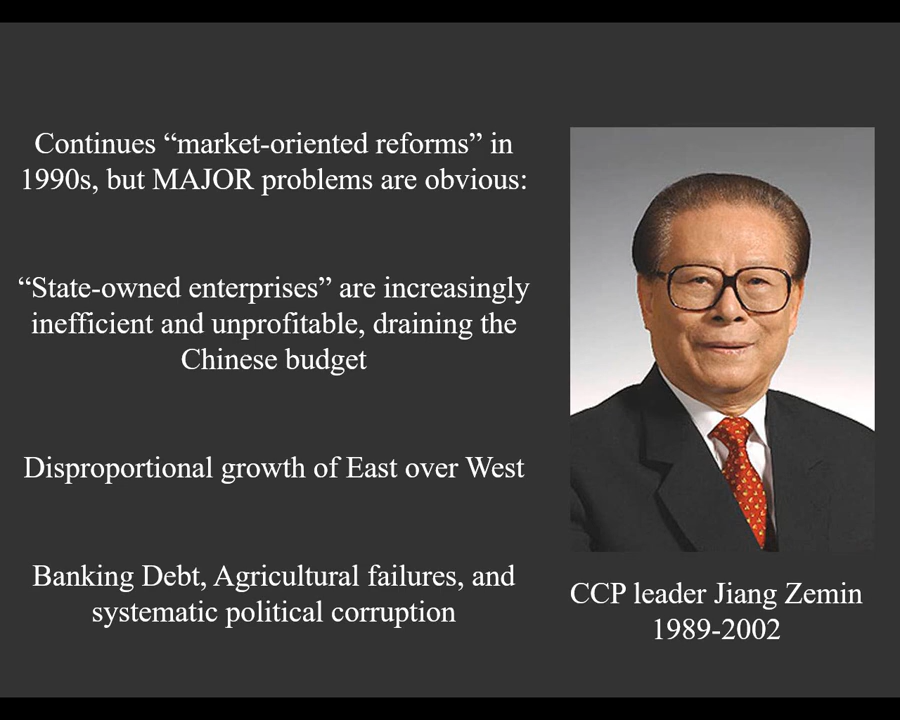 Continues “market-oriented reforms” in
1990s, but MAJOR problems are obvious:
“State-owned enterprises” are increasingly
inefficient and unprofitable, draining the
Chinese budget
Disproportional growth of East over West
Banking Debt, Agricultural failures, and
systematic political corruption
CCP leader Jiang Zemin
1989-2002